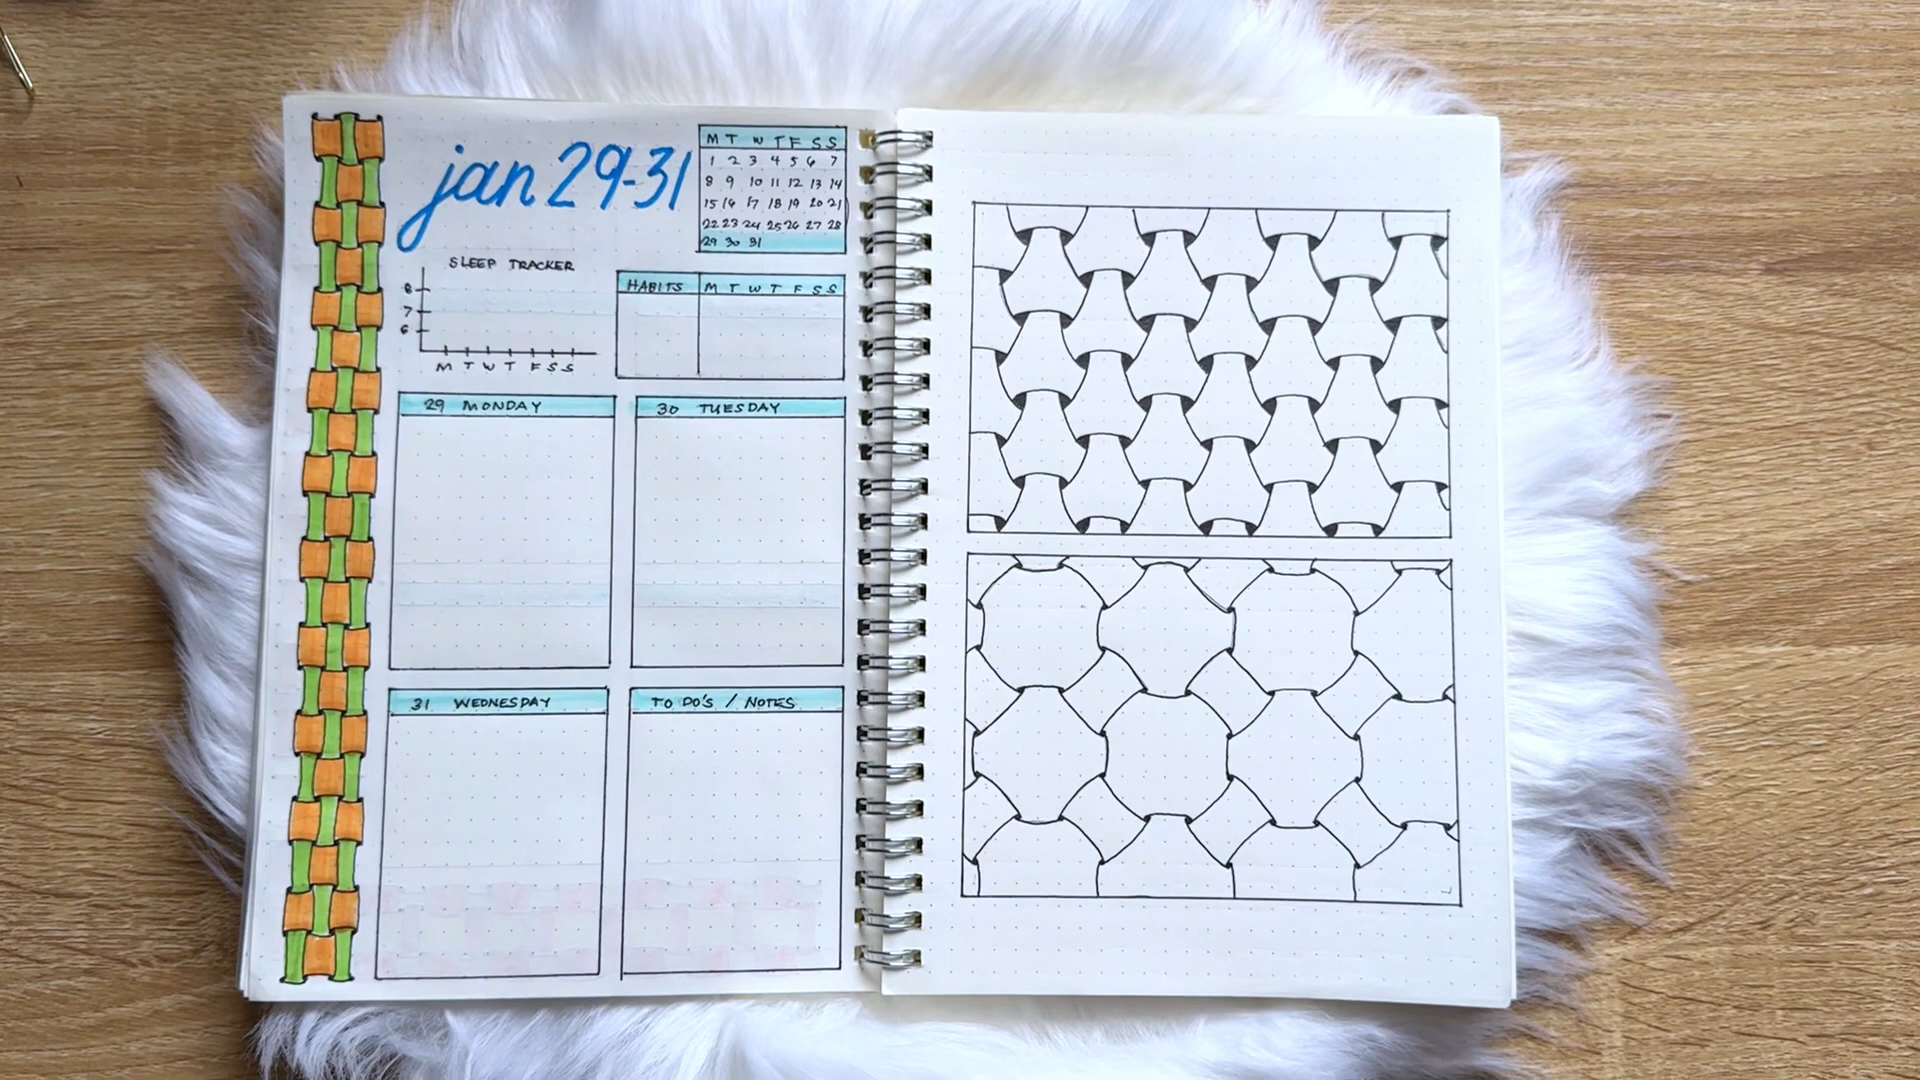 jan 29-31
M T W T F S S
1 2 3 4 5 6 7
8 9 10 11 12 13 14
15 16 17 18 19 20 21
22 23 24 25 26 27 28
29 30 31
SLEEP TRACKER
8
7
6
M T W T F S S
HABITS M T W T F S S
29 MONDAY
30 TUESDAY
31 WEDNESDAY
TO DO'S / NOTES